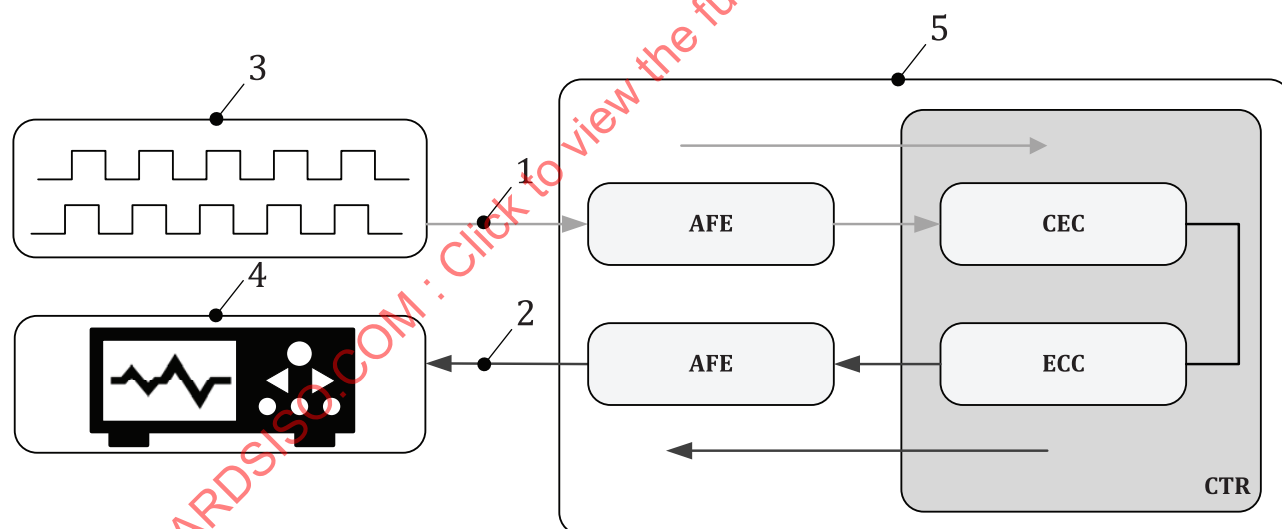 5
3
1
AFE
CEC
4
2
AFE
ECC
CTR
ARDSISO.COM : Click to view the fu